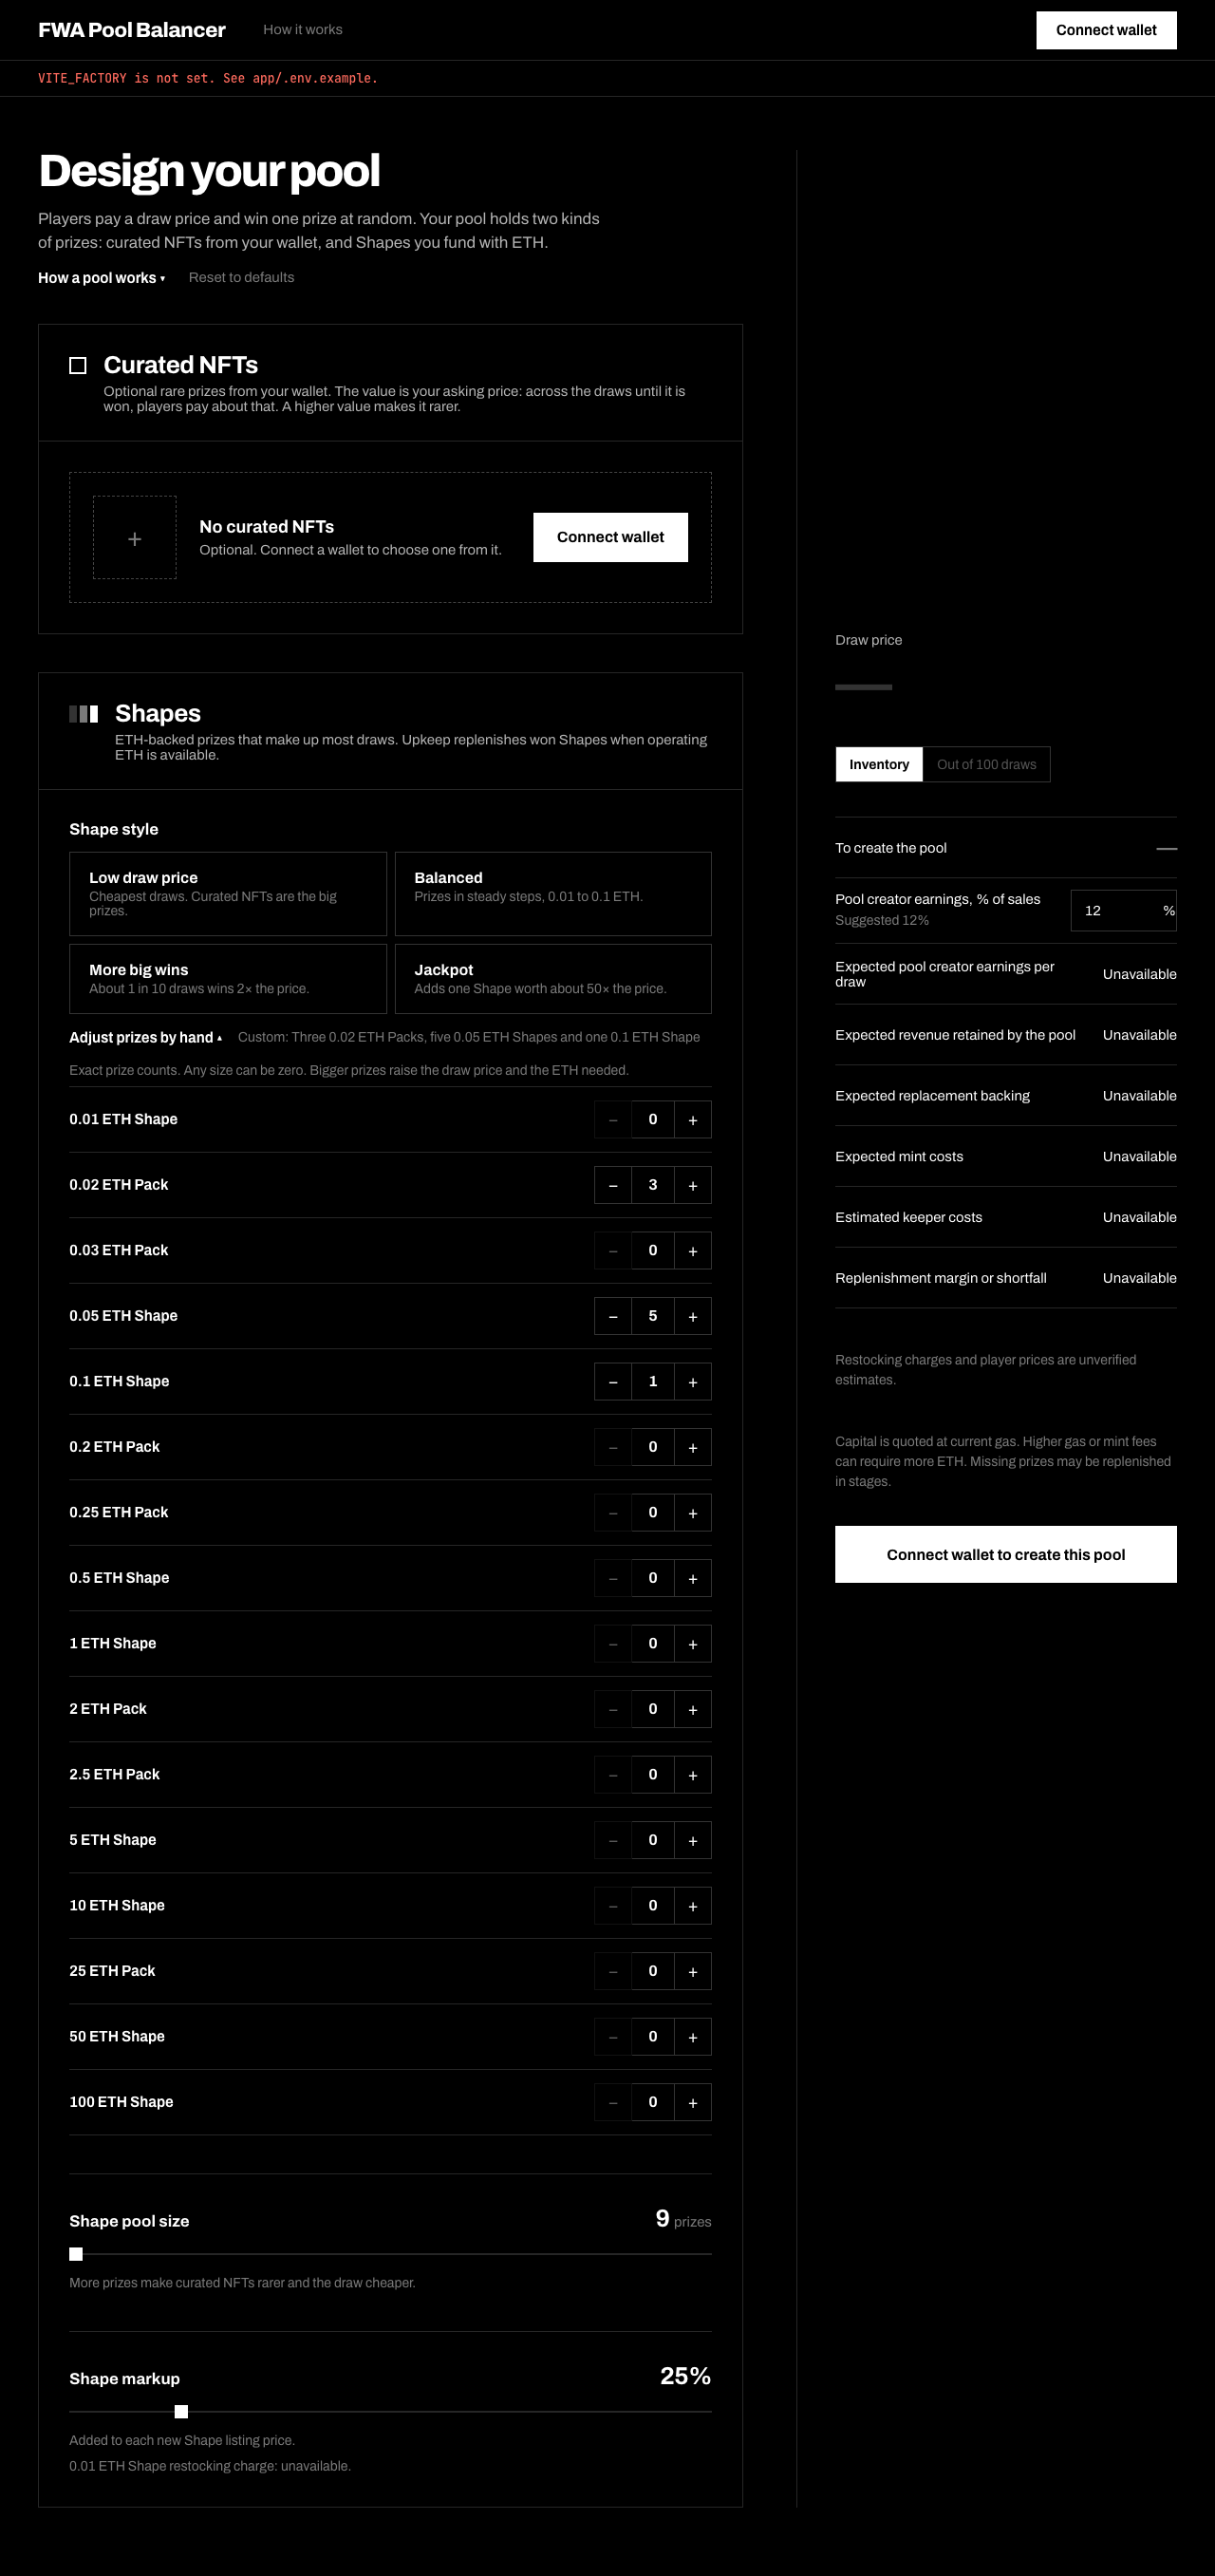 FWA Pool Balancer
How it works
Connect wallet
VITE_FACTORY is not set. See app/.env.example.
Design your pool
Players pay a draw price and win one prize at random. Your pool holds two kinds
of prizes: curated NFTs from your wallet, and Shapes you fund with ETH.
How a pool works ▾
Reset to defaults
Curated NFTs
Optional rare prizes from your wallet. The value is your asking price: across the draws until it is
won, players pay about that. A higher value makes it rarer.
+
No curated NFTs
Optional. Connect a wallet to choose one from it.
Connect wallet
Shapes
ETH-backed prizes that make up most draws. Upkeep replenishes won Shapes when operating
ETH is available.
Shape style
Low draw price
Cheapest draws. Curated NFTs are the big
prizes.
Balanced
Prizes in steady steps, 0.01 to 0.1 ETH.
More big wins
About 1 in 10 draws wins 2× the price.
Jackpot
Adds one Shape worth about 50× the price.
Adjust prizes by hand ▴
Custom: Three 0.02 ETH Packs, five 0.05 ETH Shapes and one 0.1 ETH Shape
Exact prize counts. Any size can be zero. Bigger prizes raise the draw price and the ETH needed.
0.01 ETH Shape − 0 +
0.02 ETH Pack − 3 +
0.03 ETH Pack − 0 +
0.05 ETH Shape − 5 +
0.1 ETH Shape − 1 +
0.2 ETH Pack − 0 +
0.25 ETH Pack − 0 +
0.5 ETH Shape − 0 +
1 ETH Shape − 0 +
2 ETH Pack − 0 +
2.5 ETH Pack − 0 +
5 ETH Shape − 0 +
10 ETH Shape − 0 +
25 ETH Pack − 0 +
50 ETH Shape − 0 +
100 ETH Shape − 0 +
Shape pool size
9 prizes
More prizes make curated NFTs rarer and the draw cheaper.
Shape markup
25%
Added to each new Shape listing price.
0.01 ETH Shape restocking charge: unavailable.
Draw price
Inventory
Out of 100 draws
To create the pool —
Pool creator earnings, % of sales
Suggested 12%
12 %
Expected pool creator earnings per
draw
Unavailable
Expected revenue retained by the pool Unavailable
Expected replacement backing Unavailable
Expected mint costs Unavailable
Estimated keeper costs Unavailable
Replenishment margin or shortfall Unavailable
Restocking charges and player prices are unverified
estimates.
Capital is quoted at current gas. Higher gas or mint fees
can require more ETH. Missing prizes may be replenished
in stages.
Connect wallet to create this pool